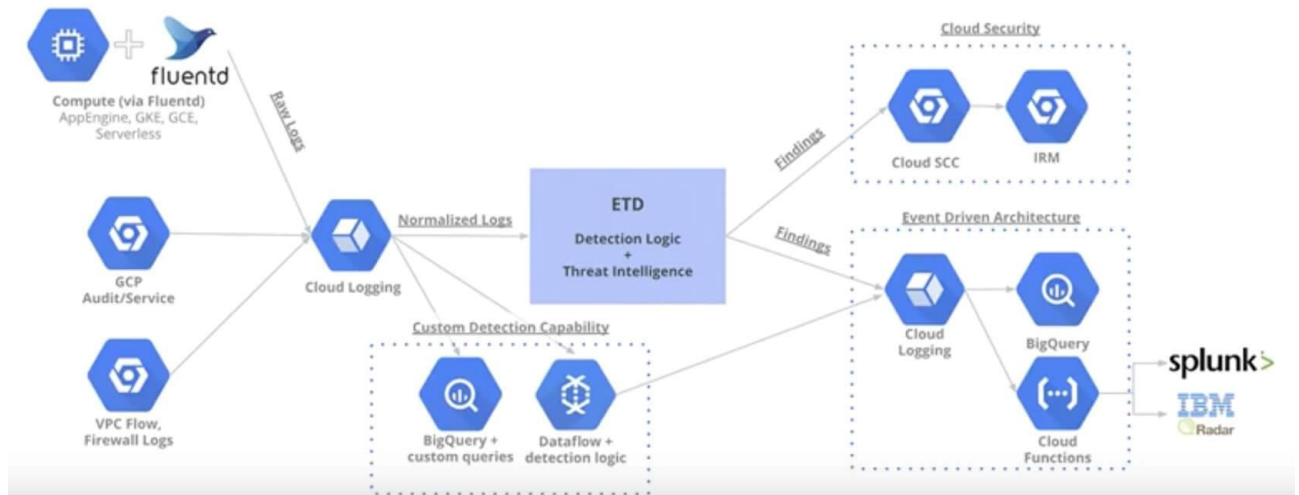 fluentd
Compute (via Fluentd)
AppEngine, GKE, GCE,
Serverless
Raw Logs
GCP
Audit/Service
VPC Flow,
Firewall Logs
Cloud Logging
Normalized Logs
ETD
Detection Logic
+
Threat Intelligence
Custom Detection Capability
BigQuery +
custom queries
Dataflow +
detection logic
Findings
Cloud Security
Cloud SCC
IRM
Findings
Event Driven Architecture
Cloud
Logging
BigQuery
Cloud
Functions
splunk>
IBM
QRadar